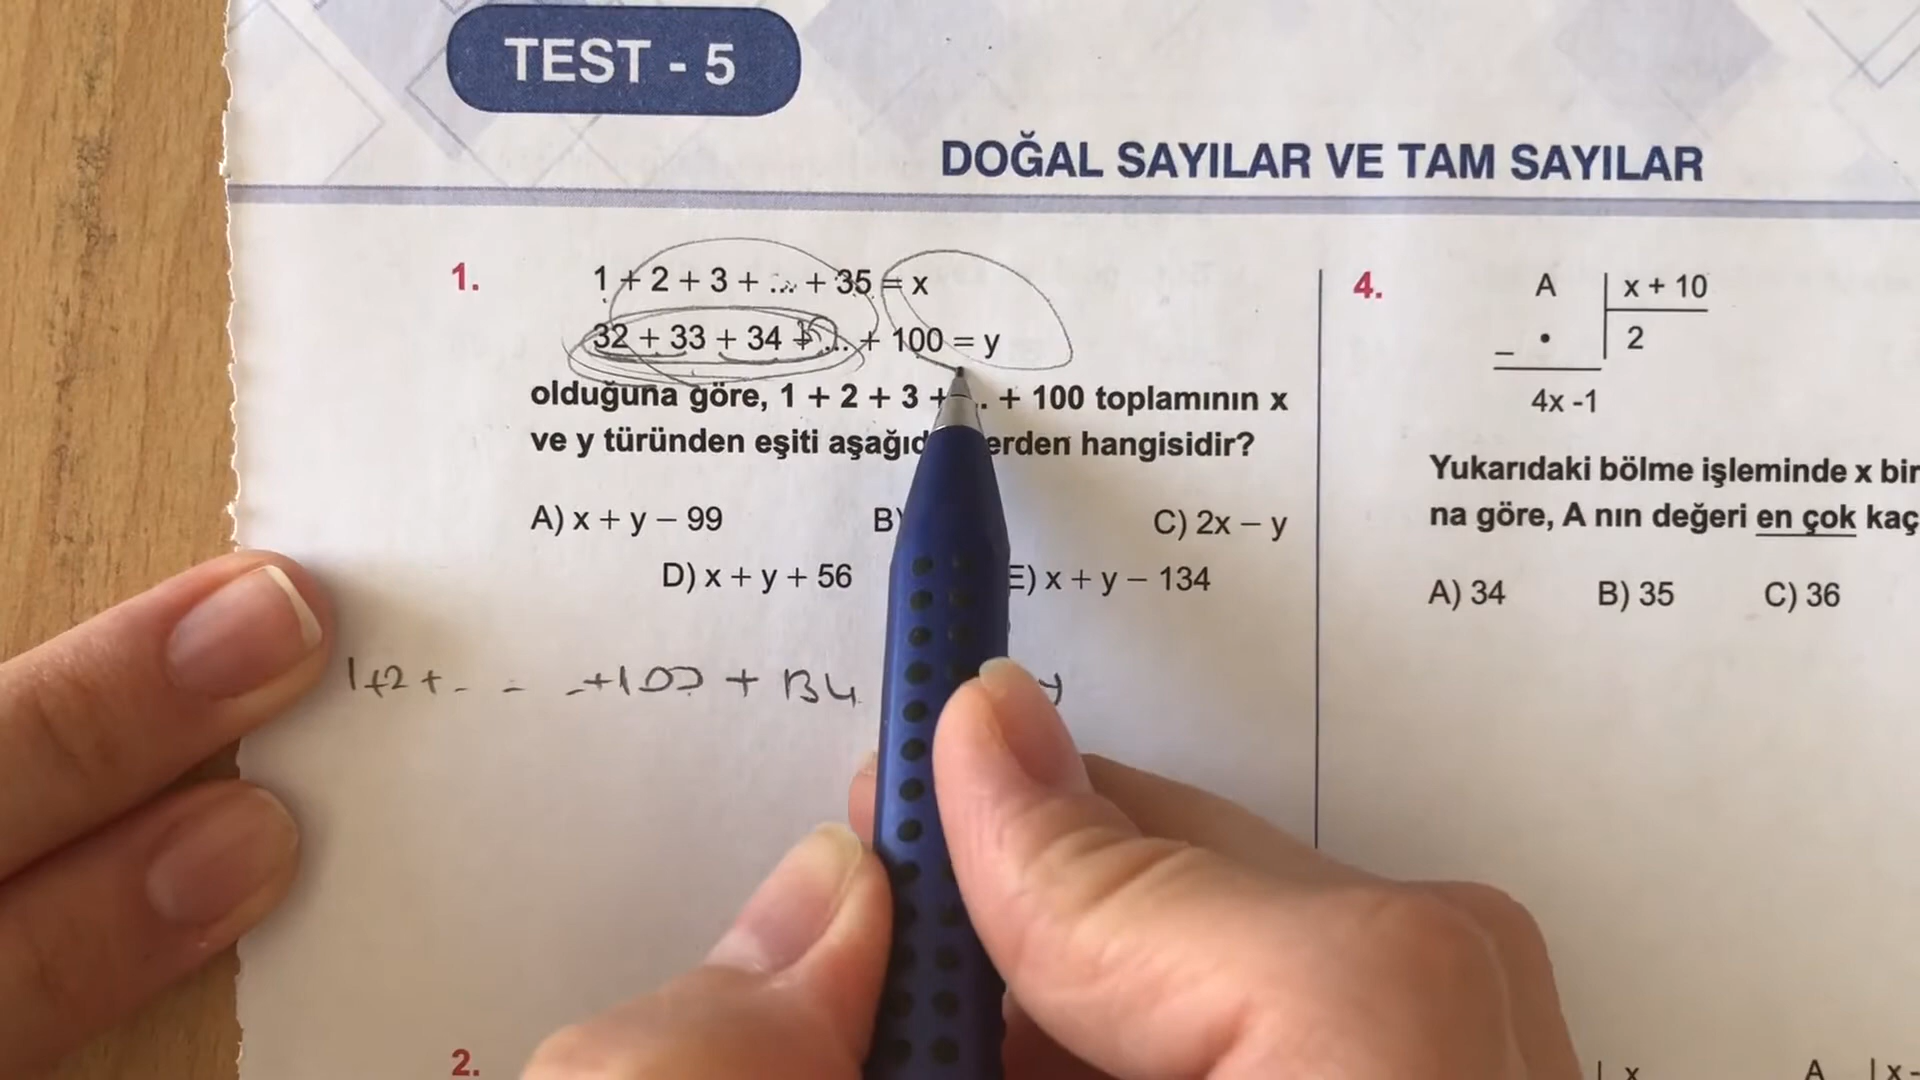 TEST - 5
DOĞAL SAYILAR VE TAM SAYILAR
1.
1 + 2 + 3 + ... + 35 = x
32 + 33 + 34 + ... + 100 = y
olduğuna göre, 1 + 2 + 3 + ... + 100 toplamının x
ve y türünden eşiti hangisidir?
A) x + y – 99
B)
C) 2x – y
D) x + y + 56
E) x + y – 134
1+2+ - - -+100 + 134
y
2.
4.
A
x + 10
2
4x -1
Yukarıdaki bölme işleminde x bir
na göre, A nın değeri en çok kaç
A) 34
B) 35
C) 36
x
A
x -